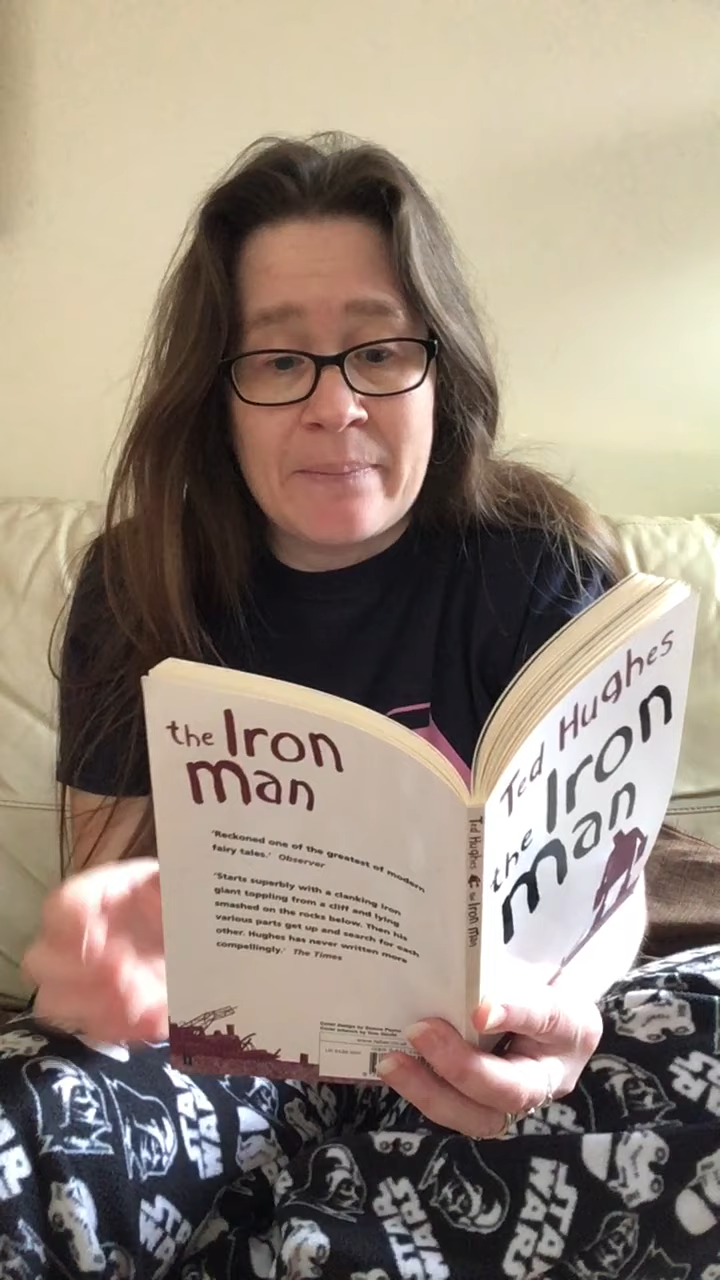 the Iron
man
'Reckoned one of the greatest of modern
fairy tales.' Observer
'Starts superbly with a clanking iron
giant toppling from a cliff and lying
smashed on the rocks below. Then his
various parts get up and search for each
other. Hughes has never written more
compellingly.' The Times
Ted Hughes the Iron man
Ted Hughes
the Iron
man
STAR
WARS
STAR
WARS
STAR
WARS